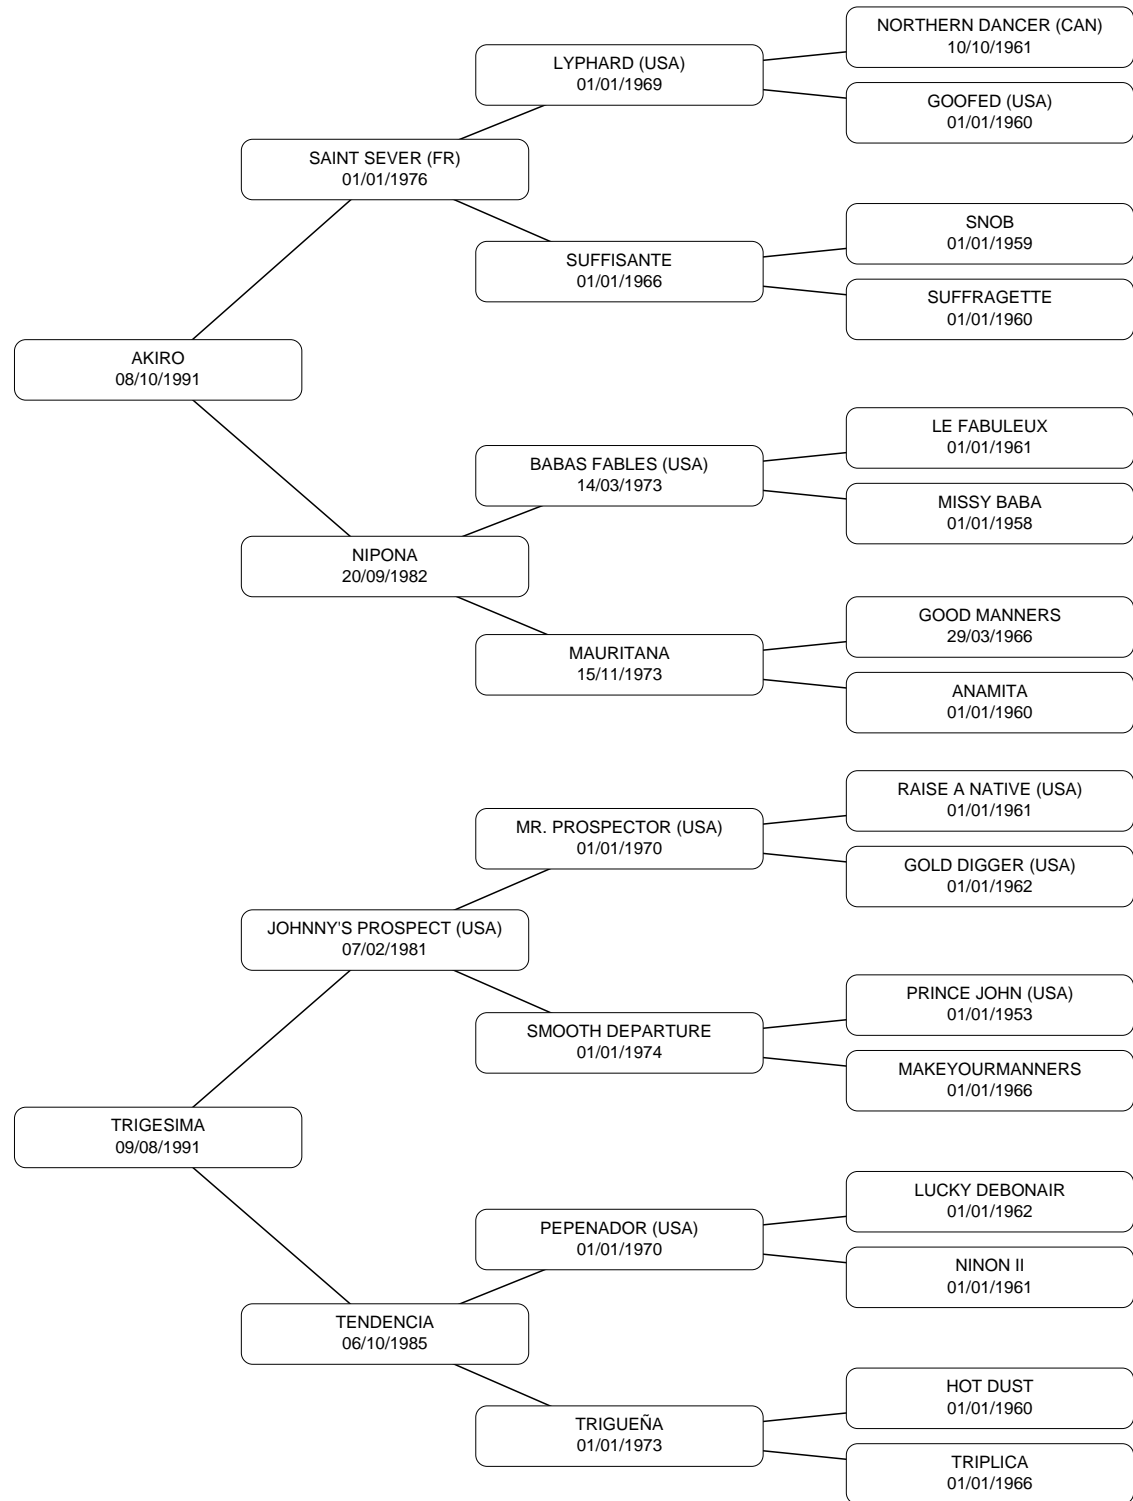 NORTHERN DANCER (CAN)
10/10/1961
LYPHARD (USA)
01/01/1969
GOOFED (USA)
01/01/1960
SAINT SEVER (FR)
01/01/1976
SNOB
01/01/1959
SUFFISANTE
01/01/1966
SUFFRAGETTE
01/01/1960
AKIRO
08/10/1991
LE FABULEUX
01/01/1961
BABAS FABLES (USA)
14/03/1973
MISSY BABA
01/01/1958
NIPONA
20/09/1982
GOOD MANNERS
29/03/1966
MAURITANA
15/11/1973
ANAMITA
01/01/1960
RAISE A NATIVE (USA)
01/01/1961
MR. PROSPECTOR (USA)
01/01/1970
GOLD DIGGER (USA)
01/01/1962
JOHNNY'S PROSPECT (USA)
07/02/1981
PRINCE JOHN (USA)
01/01/1953
SMOOTH DEPARTURE
01/01/1974
MAKEYOURMANNERS
01/01/1966
TRIGESIMA
09/08/1991
LUCKY DEBONAIR
01/01/1962
PEPENADOR (USA)
01/01/1970
NINON II
01/01/1961
TENDENCIA
06/10/1985
HOT DUST
01/01/1960
TRIGUEÑA
01/01/1973
TRIPLICA
01/01/1966